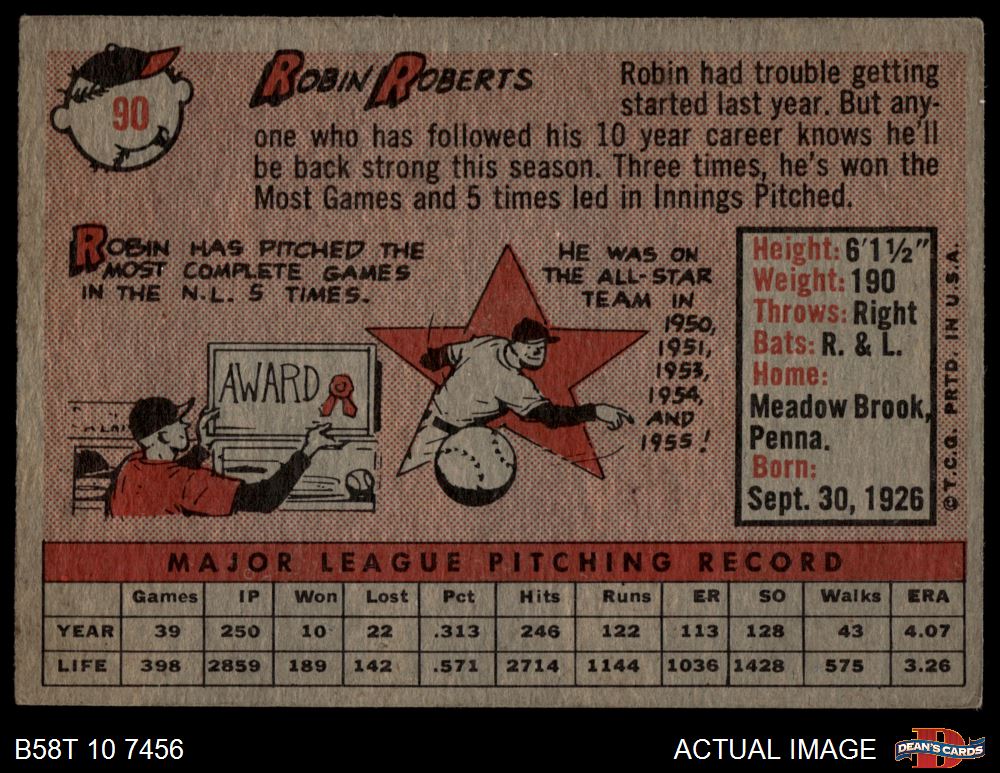 90
ROBIN ROBERTS
Robin had trouble getting
started last year. But any-
one who has followed his 10 year career knows he'll
be back strong this season. Three times, he's won the
Most Games and 5 times led in Innings Pitched.
ROBIN HAS PITCHED THE
MOST COMPLETE GAMES
IN THE N.L. 5 TIMES.
AWARD
HE WAS ON
THE ALL-STAR
TEAM IN
1950,
1951,
1953,
1954,
AND
1955!
Height: 6'1½"
Weight: 190
Throws: Right
Bats: R. & L.
Home:
Meadow Brook,
Penna.
Born:
Sept. 30, 1926
© T.C.G. PRTD. IN U.S.A.
MAJOR LEAGUE PITCHING RECORD
Games IP Won Lost Pct Hits Runs ER SO Walks ERA
YEAR 39 250 10 22 .313 246 122 113 128 43 4.07
LIFE 398 2859 189 142 .571 2714 1144 1036 1428 575 3.26
B58T 10 7456
ACTUAL IMAGE
DEAN'S CARDS